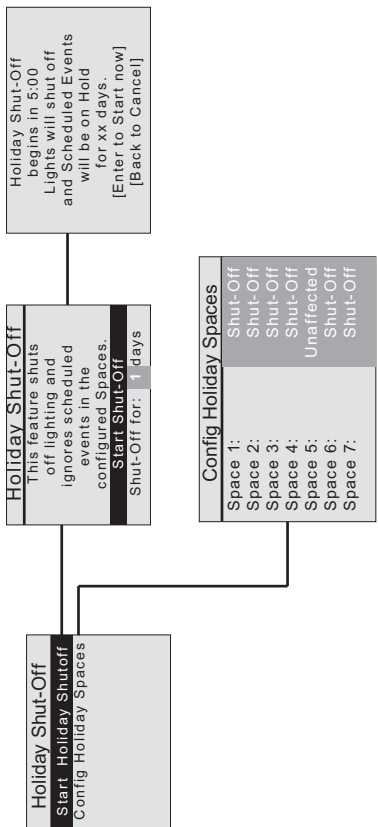 Holiday Shut-Off
Start Holiday Shutoff
Config Holiday Spaces
Holiday Shut-Off
This feature shuts
off lighting and
ignores scheduled
events in the
configured Spaces.
Start Shut-Off
Shut-Off for: 1 days
Holiday Shut-Off
begins in 5:00
Lights will shut off
and Scheduled Events
will be on Hold
for xx days.
[Enter to Start now]
[Back to Cancel]
Config Holiday Spaces
Space 1: Shut-Off
Space 2: Shut-Off
Space 3: Shut-Off
Space 4: Shut-Off
Space 5: Unaffected
Space 6: Shut-Off
Space 7: Shut-Off